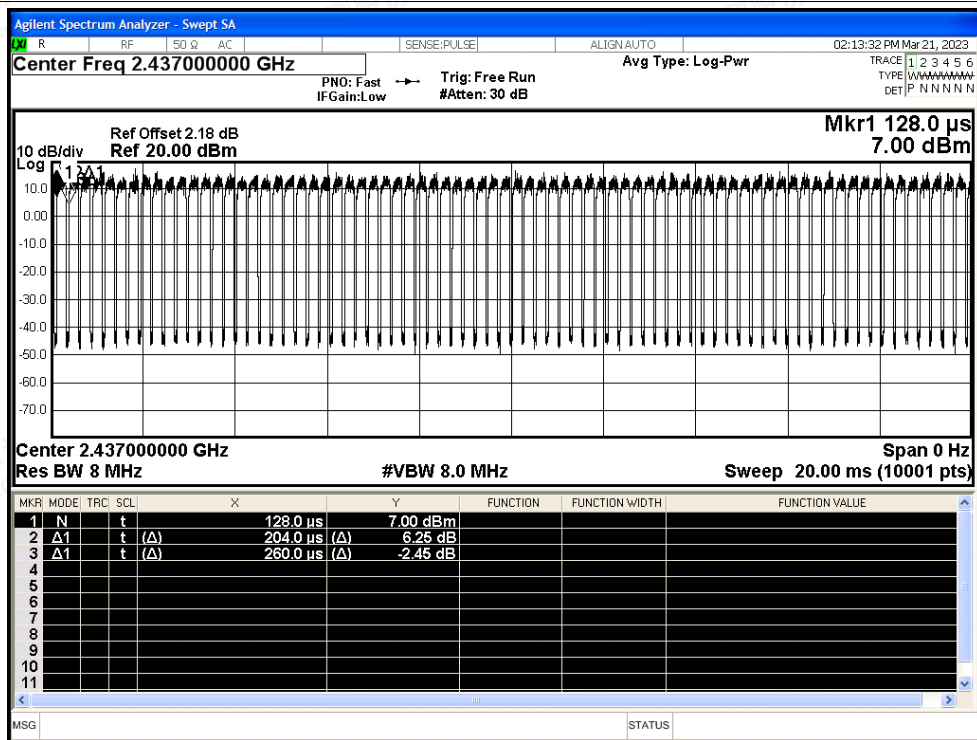 Agilent Spectrum Analyzer - Swept SA
LXI R RF 50 Ω AC SENSE:PULSE ALIGN AUTO 02:13:32 PM Mar 21, 2023
Center Freq 2.437000000 GHz Avg Type: Log-Pwr TRACE 1 2 3 4 5 6
PNO: Fast Trig: Free Run TYPE
IFGain:Low #Atten: 30 dB DET P N N N N N
Mkr1 128.0 µs
Ref Offset 2.18 dB
10 dB/div Ref 20.00 dBm 7.00 dBm
Log
10.0
0.00
-10.0
-20.0
-30.0
-40.0
-50.0
-60.0
-70.0
Center 2.437000000 GHz Span 0 Hz
Res BW 8 MHz #VBW 8.0 MHz Sweep 20.00 ms (10001 pts)
MKR MODE TRC SCL X Y FUNCTION FUNCTION WIDTH FUNCTION VALUE
1 N t 128.0 µs 7.00 dBm
2 Δ1 t (Δ) 204.0 µs (Δ) 6.25 dB
3 Δ1 t (Δ) 260.0 µs (Δ) -2.45 dB
4
5
6
7
8
9
10
11
MSG STATUS